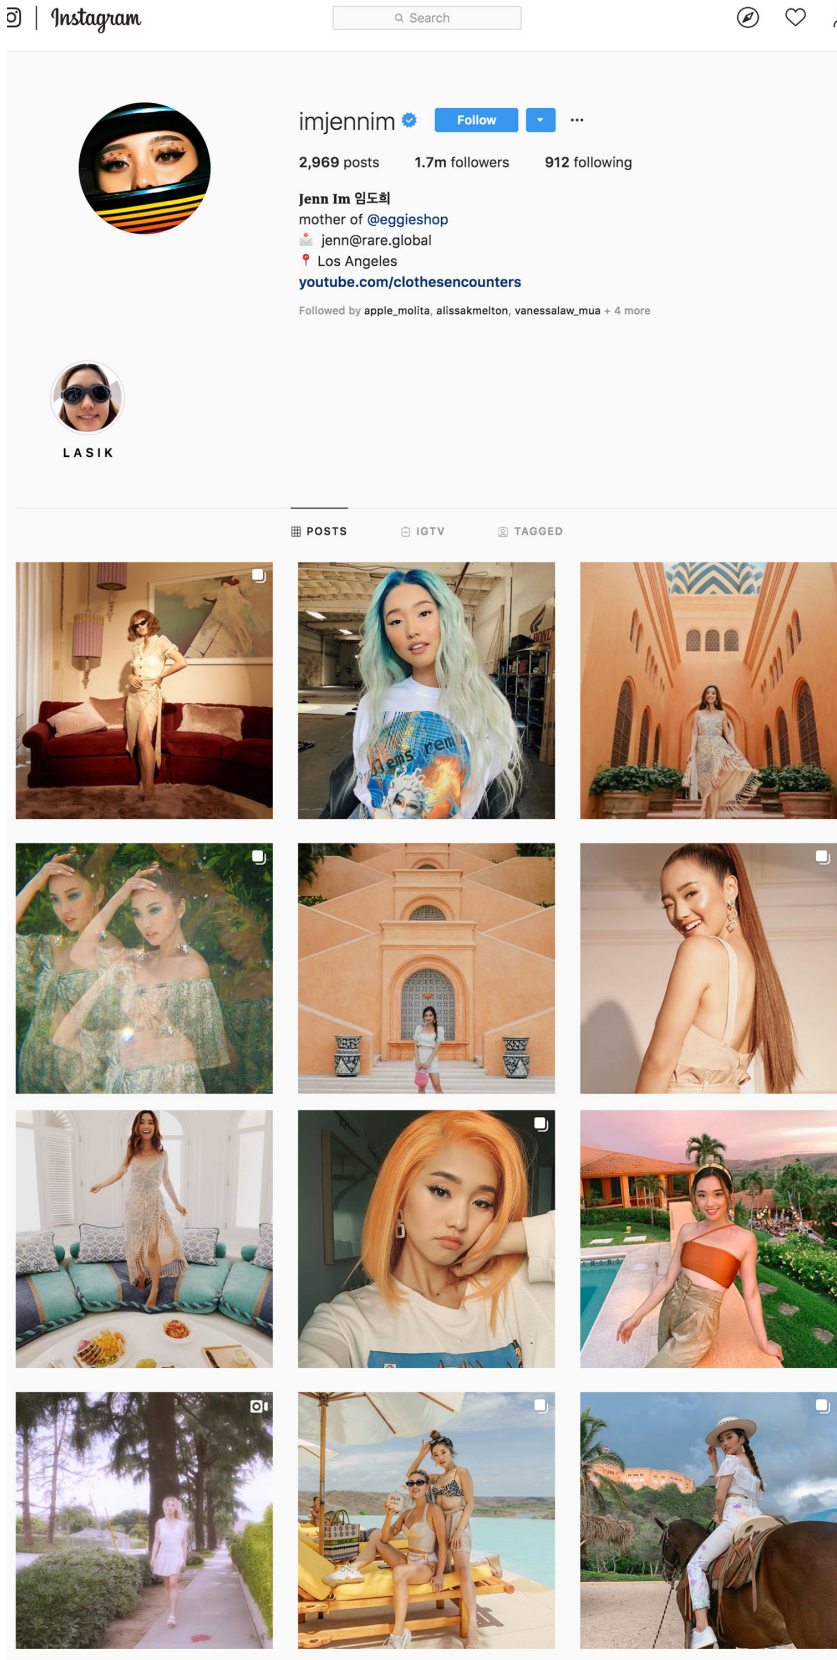 Instagram
Search
imjennim Follow ...
2,969 posts 1.7m followers 912 following
Jenn Im 임도희
mother of @eggieshop
jenn@rare.global
Los Angeles
youtube.com/clothesencounters
Followed by apple_molita, alissakmelton, vanessalaw_mua + 4 more
LASIK
POSTS IGTV TAGGED